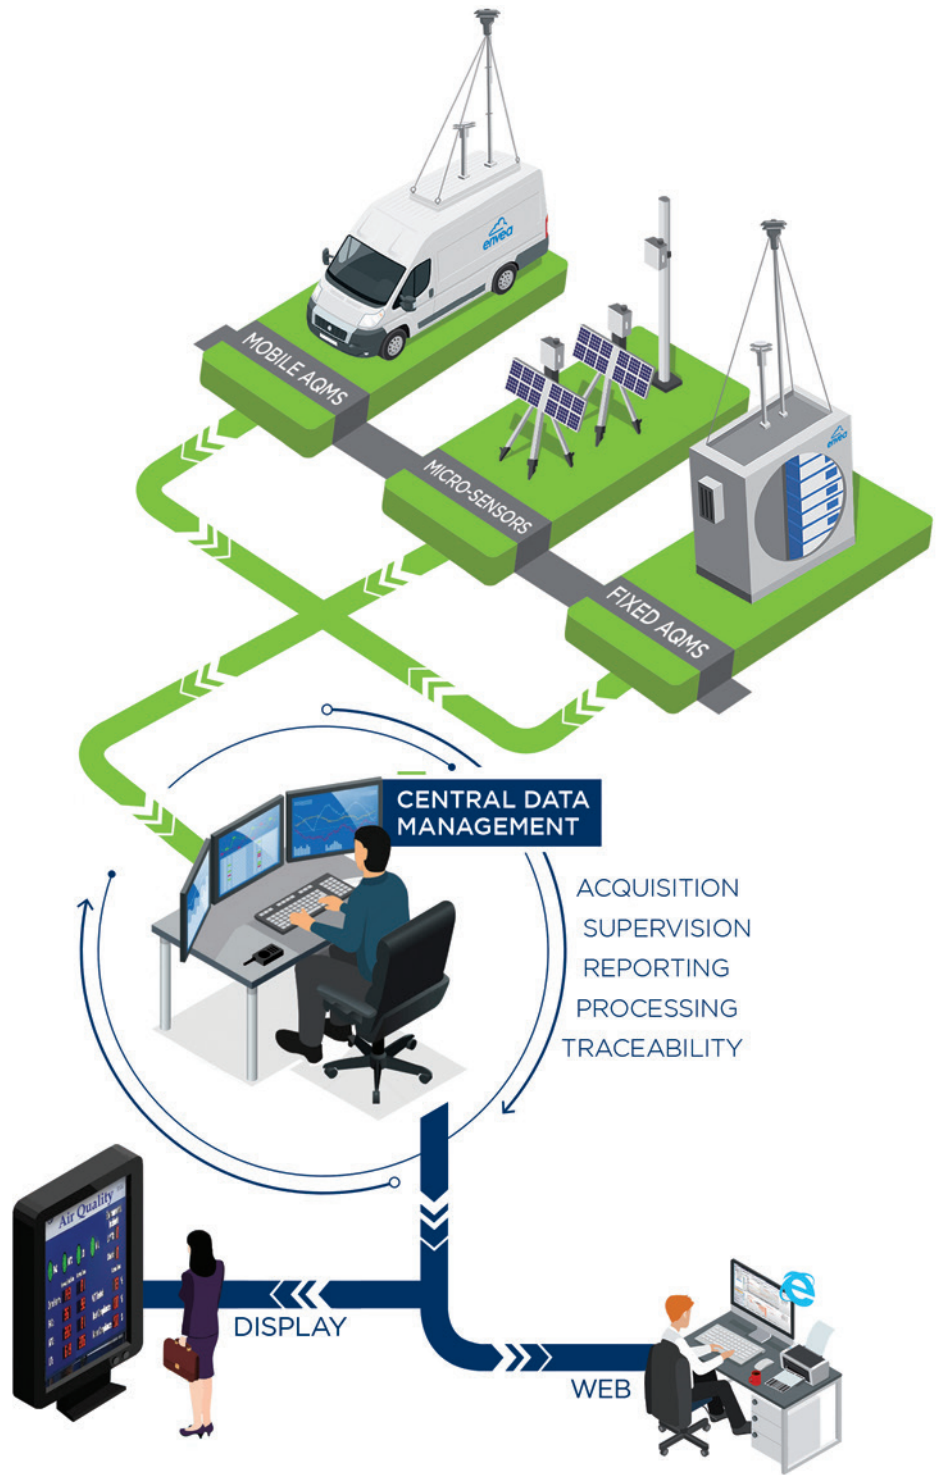 envea
MOBILE AQMS
MICRO-SENSORS
envea
FIXED AQMS
CENTRAL DATA
MANAGEMENT
ACQUISITION
SUPERVISION
REPORTING
PROCESSING
TRACEABILITY
Air Quality
DISPLAY
WEB